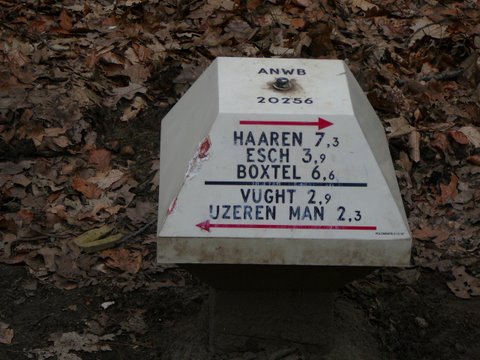 ANWB
20256
HAAREN 7,3
ESCH 3,9
BOXTEL 6,6
VUGHT 2,9
IJZEREN MAN 2,3